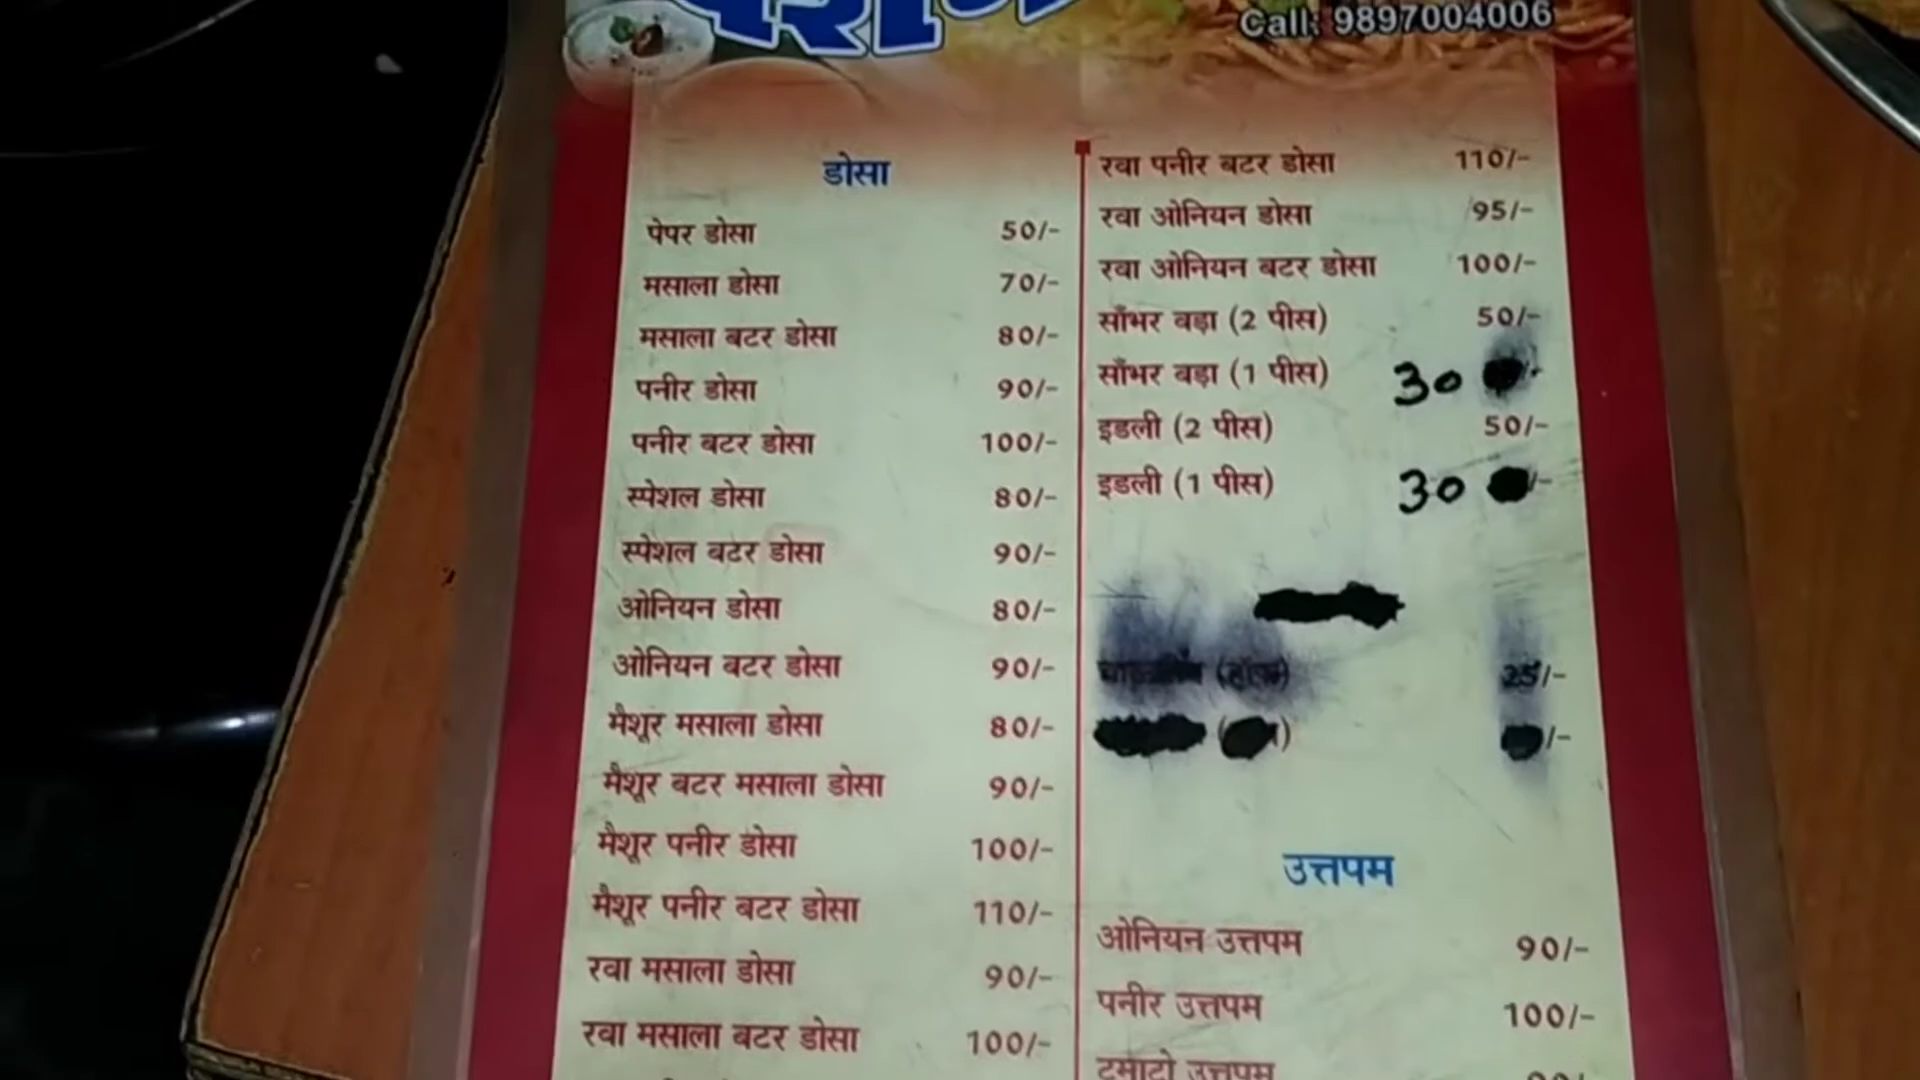 Call: 9897004006
डोसा
पेपर डोसा 50/-
मसाला डोसा 70/-
मसाला बटर डोसा 80/-
पनीर डोसा 90/-
पनीर बटर डोसा 100/-
स्पेशल डोसा 80/-
स्पेशल बटर डोसा 90/-
ओनियन डोसा 80/-
ओनियन बटर डोसा 90/-
मैशूर मसाला डोसा 80/-
मैशूर बटर मसाला डोसा 90/-
मैशूर पनीर डोसा 100/-
मैशूर पनीर बटर डोसा 110/-
रवा मसाला डोसा 90/-
रवा मसाला बटर डोसा 100/-
रवा पनीर बटर डोसा 110/-
रवा ओनियन डोसा 95/-
रवा ओनियन बटर डोसा 100/-
साँभर बड़ा (2 पीस) 50/-
साँभर बड़ा (1 पीस) 30
इडली (2 पीस) 50/-
इडली (1 पीस) 30
(हॉफ) 25/-
उत्तपम
ओनियन उत्तपम 90/-
पनीर उत्तपम 100/-
टमाटो उत्तपम